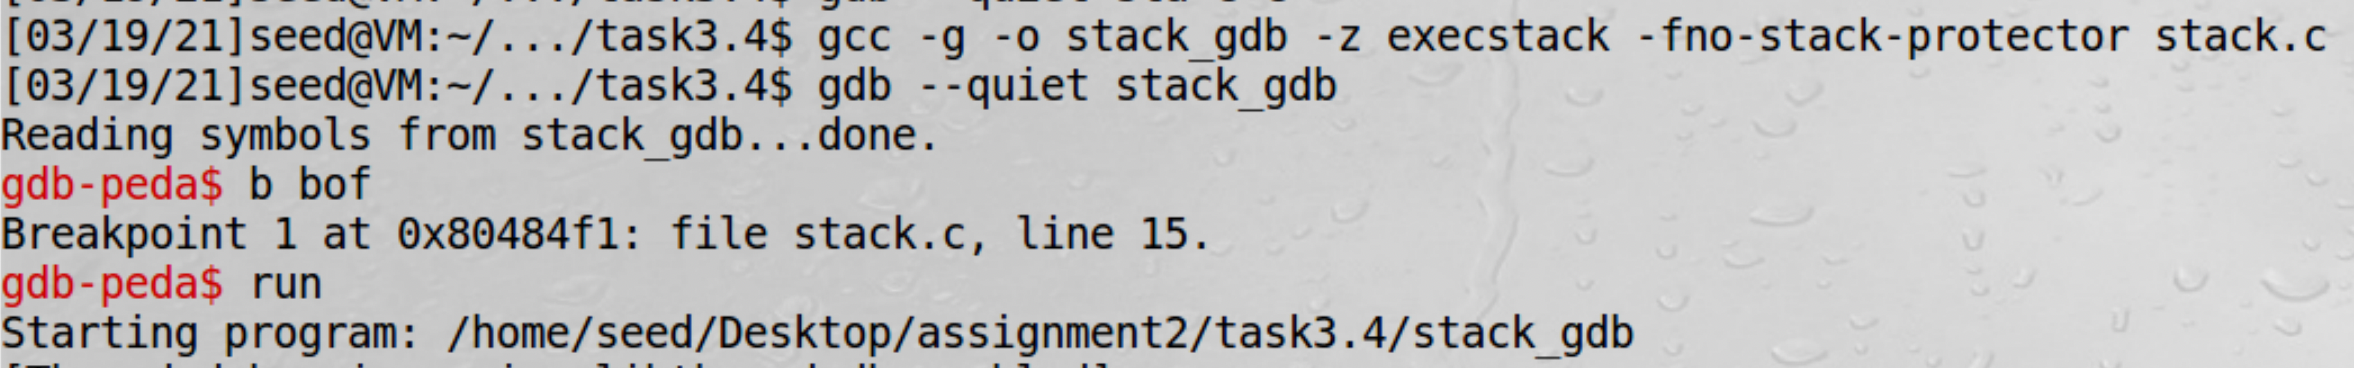 [03/19/21]seed@VM:~/.../task3.4$ gcc -g -o stack_gdb -z execstack -fno-stack-protector stack.c
[03/19/21]seed@VM:~/.../task3.4$ gdb --quiet stack_gdb
Reading symbols from stack_gdb...done.
gdb-peda$ b bof
Breakpoint 1 at 0x80484f1: file stack.c, line 15.
gdb-peda$ run
Starting program: /home/seed/Desktop/assignment2/task3.4/stack_gdb